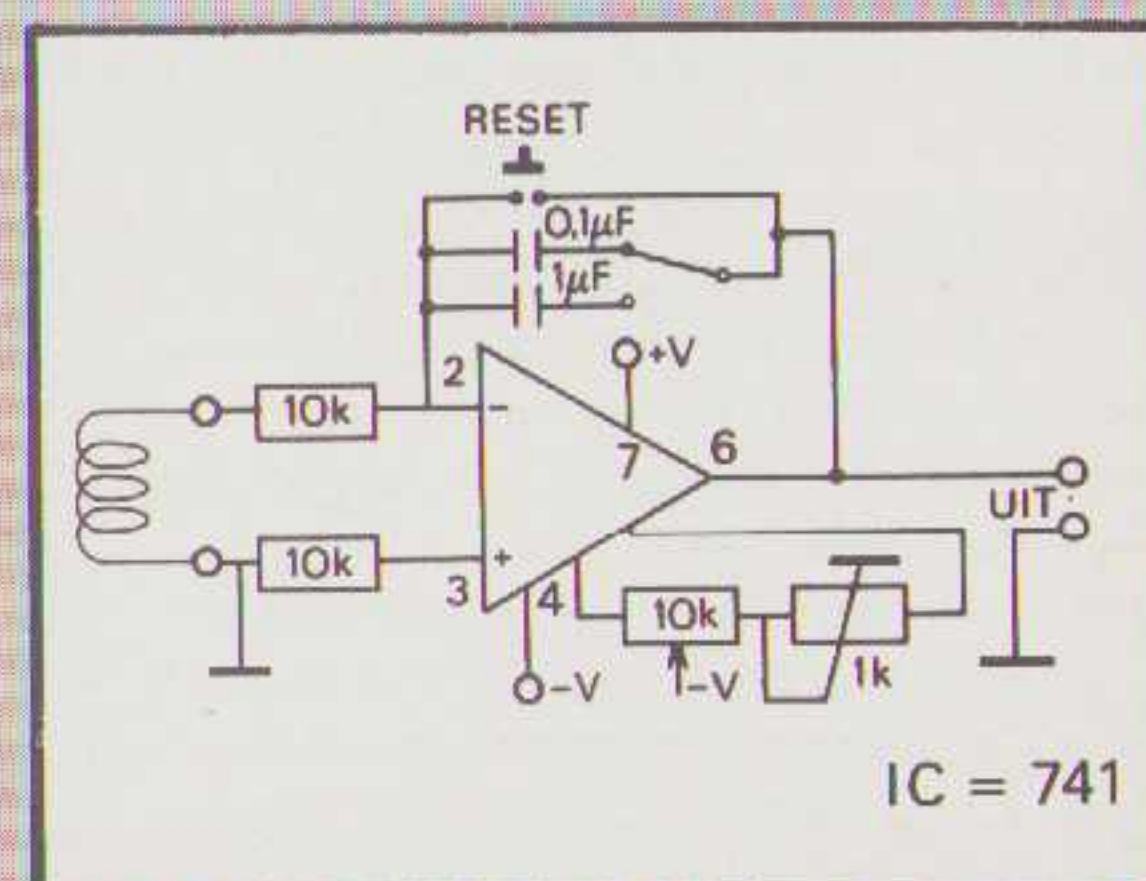 RESET
0,1µF
1µF
+V
2
10k
-
7
6
UIT
10k
+
3
4
10k
-V
-V
1k
IC = 741